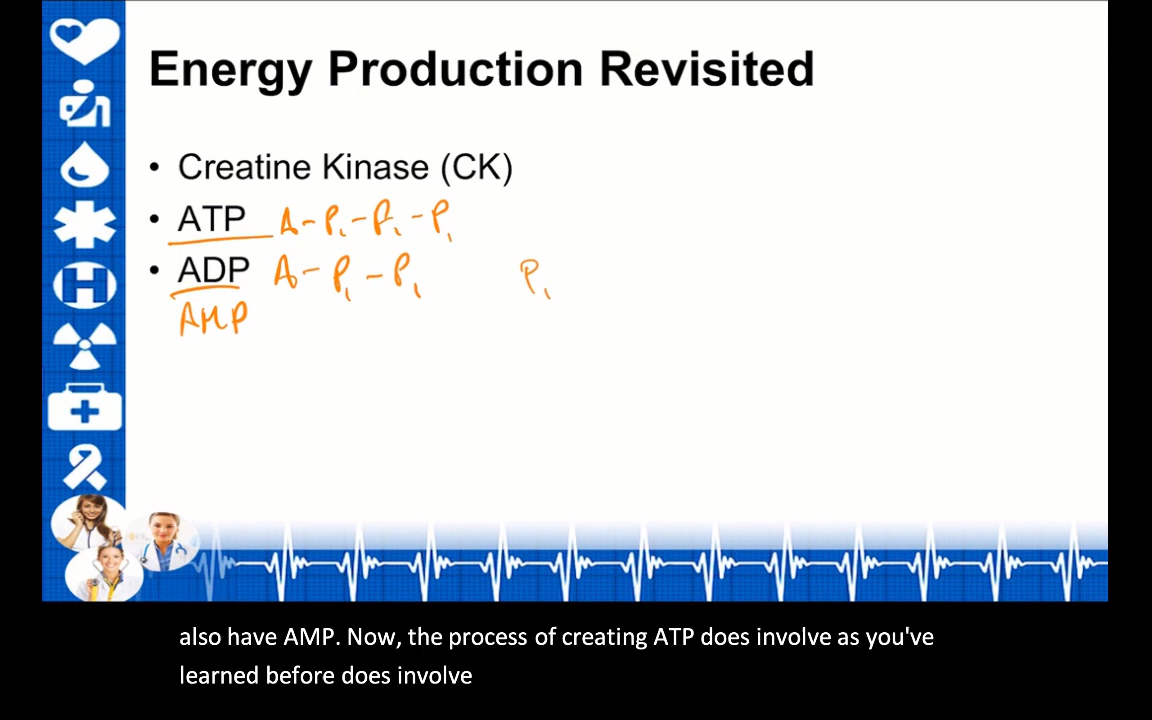 Energy Production Revisited
• Creatine Kinase (CK)
• ATP A-Pi-Pi-Pi
• ADP A-Pi-Pi Pi
AMP
H
also have AMP. Now, the process of creating ATP does involve as you've
learned before does involve